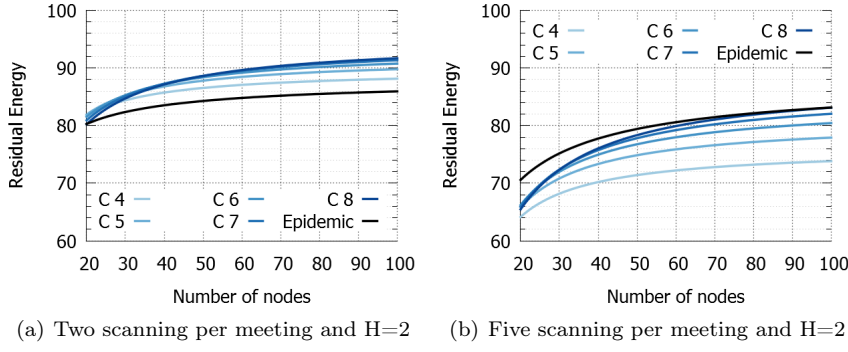 100
90
80
70
60
Residual Energy
C 4 C 6 C 8
C 5 C 7 Epidemic
20 30 40 50 60 70 80 90 100
Number of nodes
(a) Two scanning per meeting and H=2
100
90
80
70
60
Residual Energy
C 4 C 6 C 8
C 5 C 7 Epidemic
20 30 40 50 60 70 80 90 100
Number of nodes
(b) Five scanning per meeting and H=2